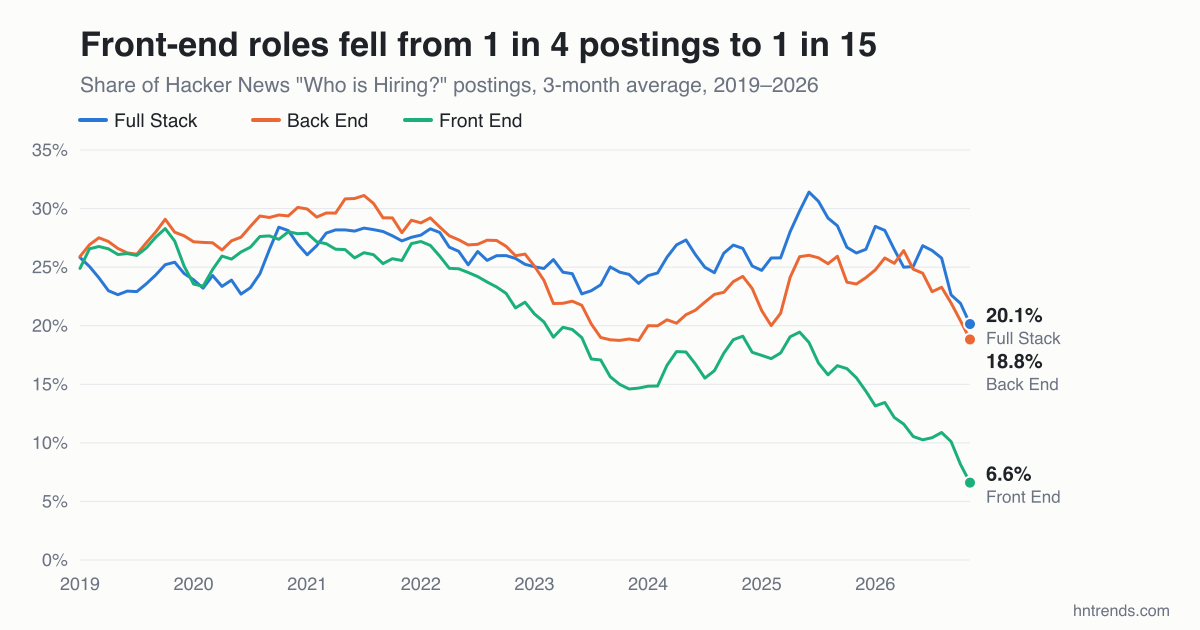 Front-end roles fell from 1 in 4 postings to 1 in 15
Share of Hacker News "Who is Hiring?" postings, 3-month average, 2019–2026
Full Stack Back End Front End
35%
30%
25%
20%
15%
10%
5%
0%
20.1%
Full Stack
18.8%
Back End
6.6%
Front End
2019 2020 2021 2022 2023 2024 2025 2026
hntrends.com